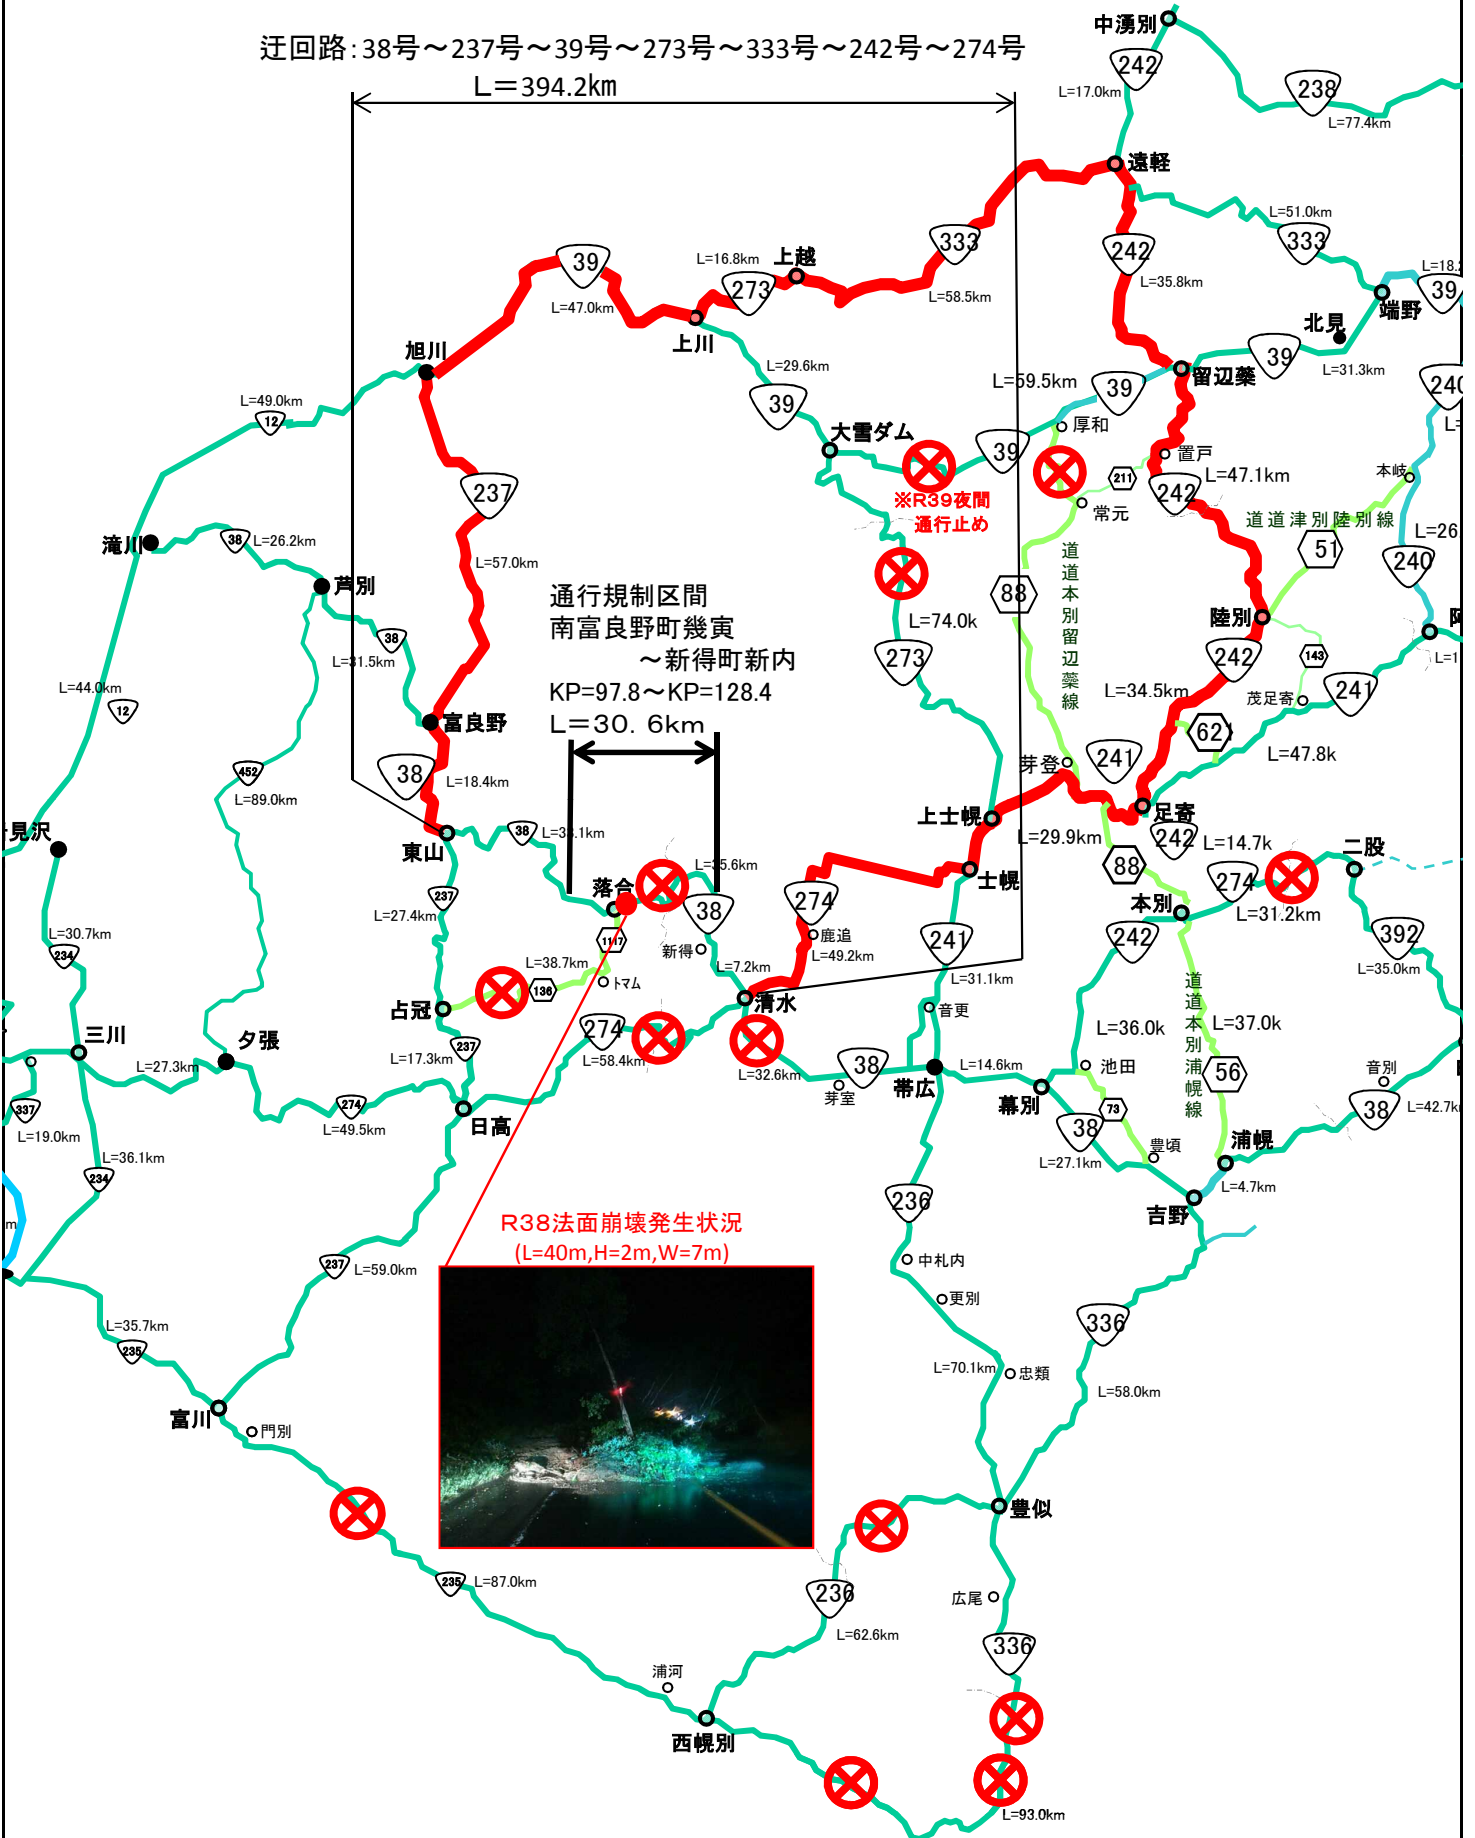 迂回路:38号～237号～39号～273号～333号～242号～274号
L＝394.2㎞
中湧別
242
L=17.0km
238
L=77.4km
遠軽
L=51.0km
333
242
L=35.8km
333
L=58.5km
上越
L=16.8km
273
39
L=47.0km
上川
L=29.6km
39
旭川
L=49.0km
12
端野
39
北見
39
L=31.3km
留辺蘂
L=59.5km
39
240
厚和
大雪ダム
39
※R39夜間
通行止め
置戸
211
L=47.1km
242
常元
本岐
道道津別陸別線
51
240
237
L=57.0km
滝川
38
L=26.2km
芦別
38
L=31.5km
通行規制区間
南富良野町幾寅
～新得町新内
KP=97.8～KP=128.4
L＝30．6km
道道本別留辺蘂線
88
L=74.0k
273
陸別
242
143
L=34.5km
茂足寄
241
621
L=47.8k
L=44.0km
12
富良野
38
L=18.4km
452
L=89.0km
東山
38
芽登
241
上士幌
足寄
L=29.9km
242
L=14.7k
二股
88
274
L=31.2km
本別
242
392
L=35.0km
L=30.7km
234
237
L=27.4km
落合
L=35.6km
38
1117
新得
L=7.2km
トマム
L=38.7km
136
士幌
274
鹿追
L=49.2km
241
L=31.1km
占冠
清水
音更
三川
夕張
L=27.3km
237
L=17.3km
274
L=58.4km
L=32.6km
38
芽室
帯広
L=14.6km
幕別
L=36.0k
池田
道道本別浦幌線
L=37.0k
56
音別
38
L=42.7km
337
L=19.0km
274
L=49.5km
日高
73
38
L=27.1km
豊頃
浦幌
L=4.7km
吉野
L=36.1km
234
R38法面崩壊発生状況
(L=40m,H=2m,W=7m)
236
中札内
更別
237
L=59.0km
L=35.7km
235
336
L=70.1km
忠類
L=58.0km
富川
門別
豊似
235
L=87.0km
236
L=62.6km
広尾
336
浦河
西幌別
L=93.0km